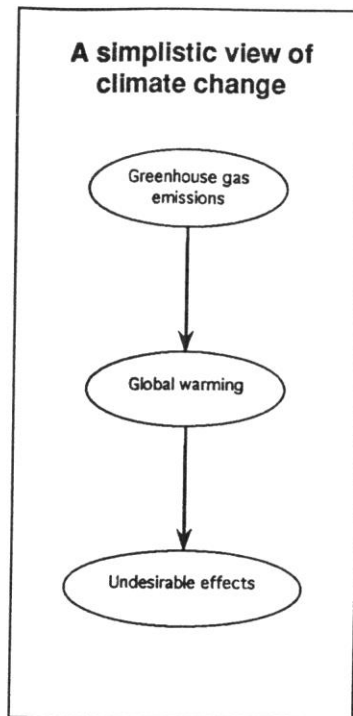 A simplistic view of
climate change
Greenhouse gas
emissions
Global warming
Undesirable effects